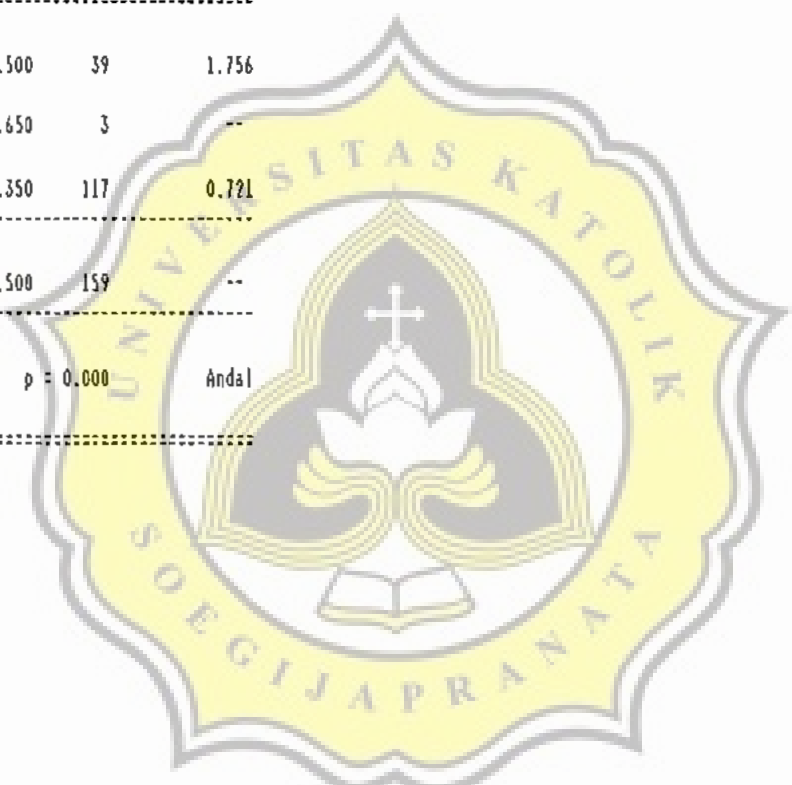 .500 39 1.756
.650 3 --
.350 117 0.721
.500 159 --
p = 0.000 Andal
UNIVERSITAS KATOLIK
SOEGIJAPRANATA